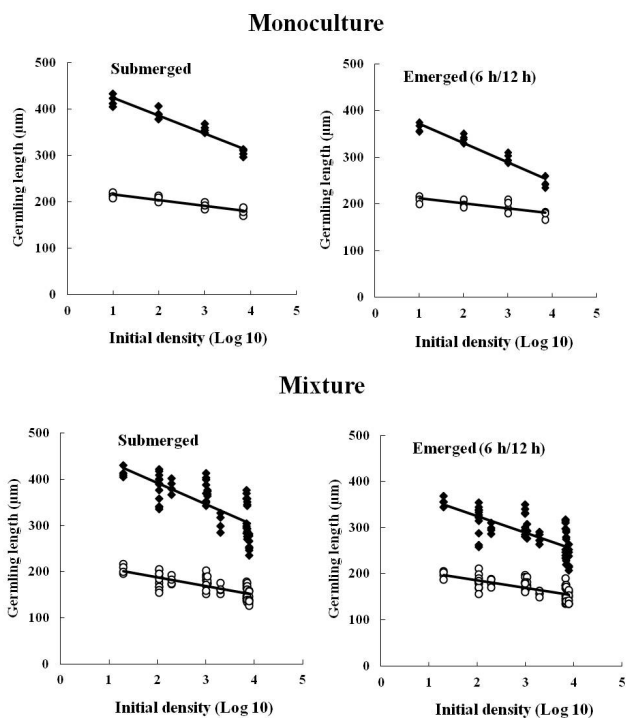 Monoculture
Submerged
Germling length (μm)
500
400
300
200
100
0
0 1 2 3 4 5
Initial density (Log 10)
Emerged (6 h/12 h)
Germling length (μm)
500
400
300
200
100
0
0 1 2 3 4 5
Initial density (Log 10)
Mixture
Submerged
Germling length (μm)
500
400
300
200
100
0
0 1 2 3 4 5
Initial density (Log 10)
Emerged (6 h/12 h)
Germling length (μm)
500
400
300
200
100
0
0 1 2 3 4 5
Initial density (Log 10)